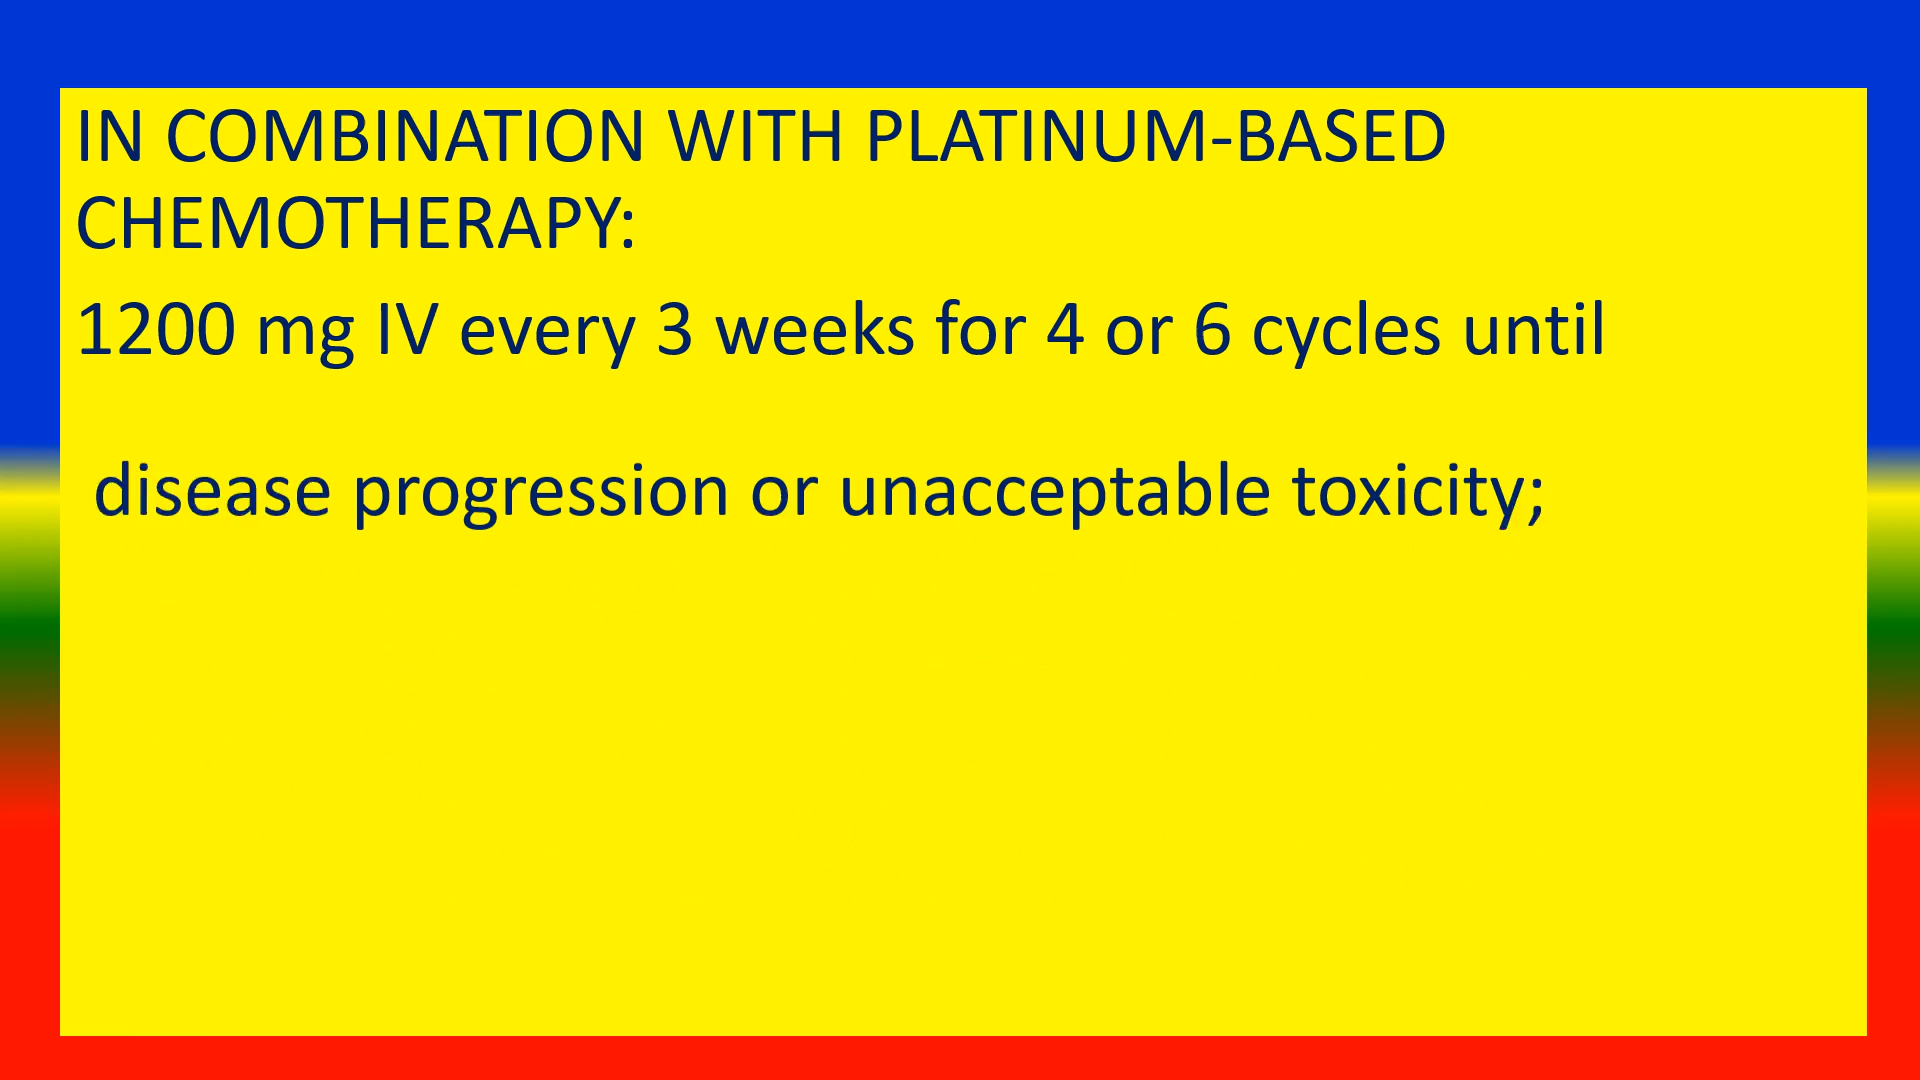 IN COMBINATION WITH PLATINUM-BASED
CHEMOTHERAPY:
1200 mg IV every 3 weeks for 4 or 6 cycles until
disease progression or unacceptable toxicity;